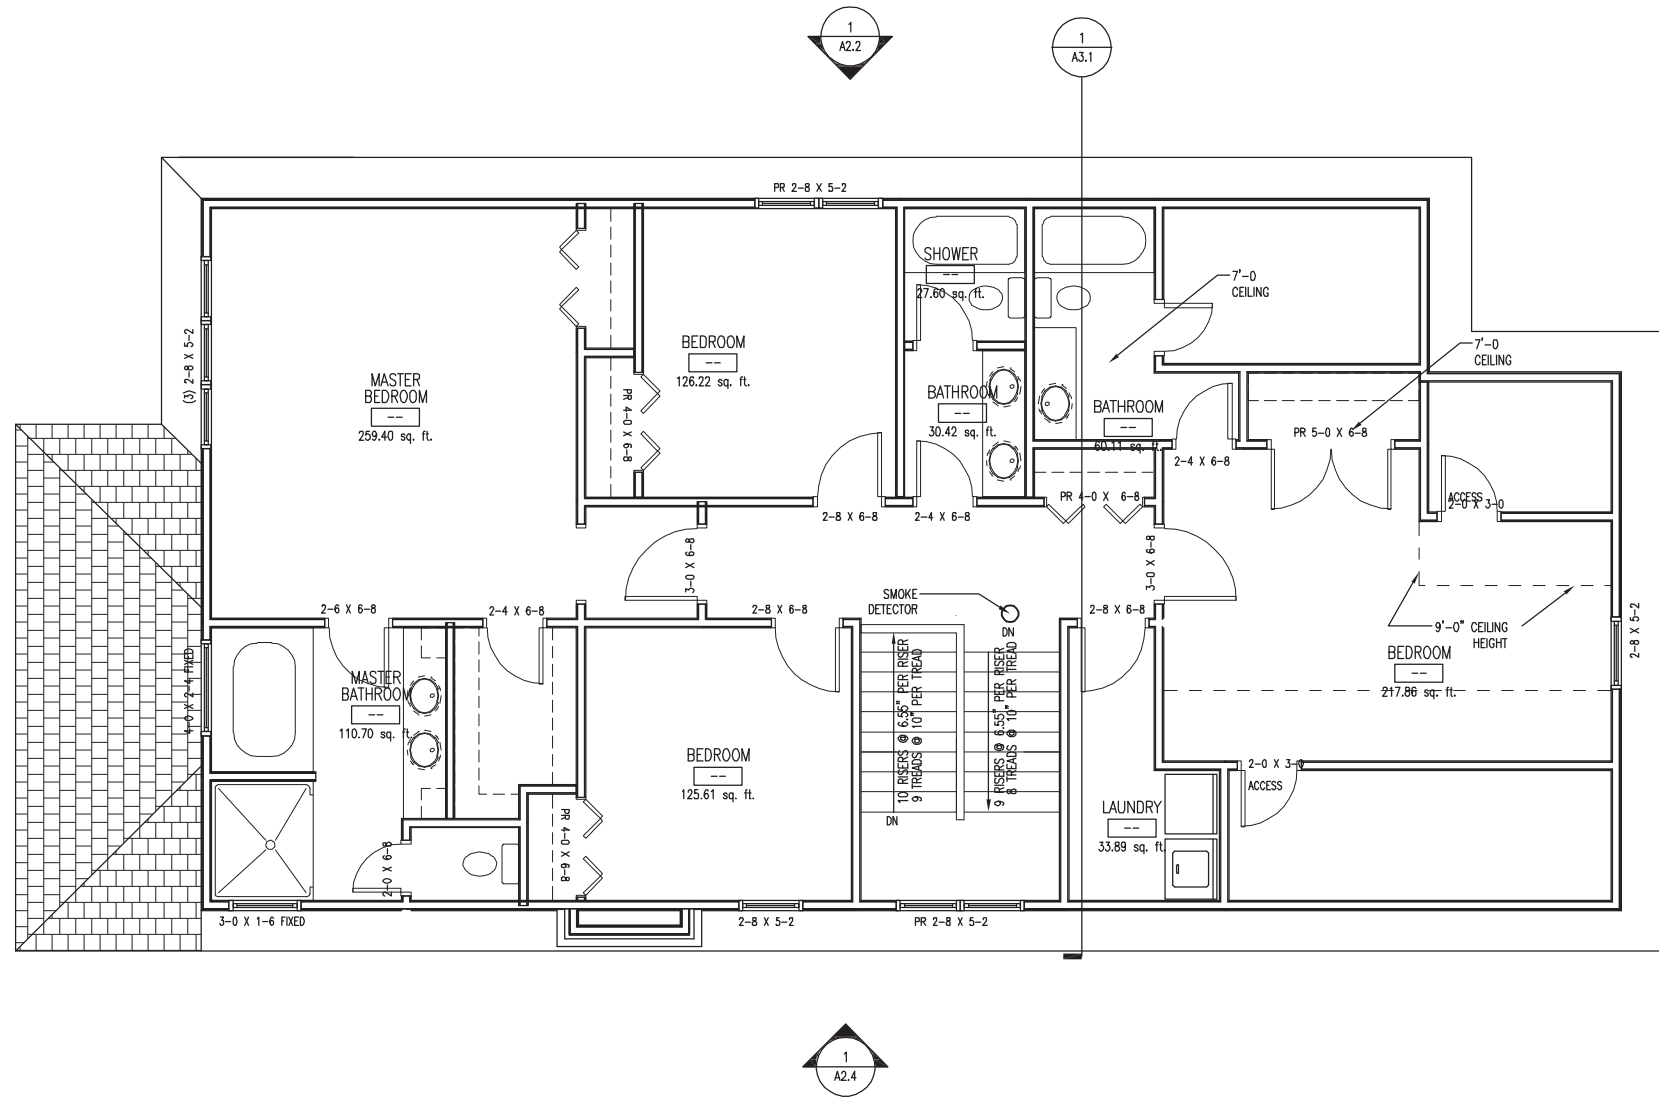 1
A2.2
1
A3.1
PR 2-8 X 5-2
SHOWER
--
27.60 sq. ft.
7'-0
CEILING
7'-0
CEILING
(3) 2-8 X 5-2
BEDROOM
--
126.22 sq. ft.
MASTER
BEDROOM
--
259.40 sq. ft.
PR 4-0 X 6-8
BATHROOM
--
30.42 sq. ft.
BATHROOM
--
60.11 sq. ft.
PR 5-0 X 6-8
2-4 X 6-8
PR 4-0 X 6-8
ACCESS
2-0 X 3-0
2-8 X 6-8
2-4 X 6-8
3-0 X 6-8
3-0 X 6-8
SMOKE
DETECTOR
2-6 X 6-8
2-4 X 6-8
2-8 X 6-8
2-8 X 6-8
DN
9'-0" CEILING
HEIGHT
2-8 X 5-2
BEDROOM
--
217.86 sq. ft.
4-0 X 2-4 FIXED
MASTER
BATHROOM
--
110.70 sq. ft.
10 RISERS @ 6.55" PER RISER
9 TREADS @ 10" PER TREAD
9 RISERS @ 6.55" PER RISER
8 TREADS @ 10" PER TREAD
DN
BEDROOM
--
125.61 sq. ft.
2-0 X 3-0
ACCESS
LAUNDRY
--
33.89 sq. ft.
PR 4-0 X 6-8
2-0 X 6-8
3-0 X 1-6 FIXED
2-8 X 5-2
PR 2-8 X 5-2
1
A2.4